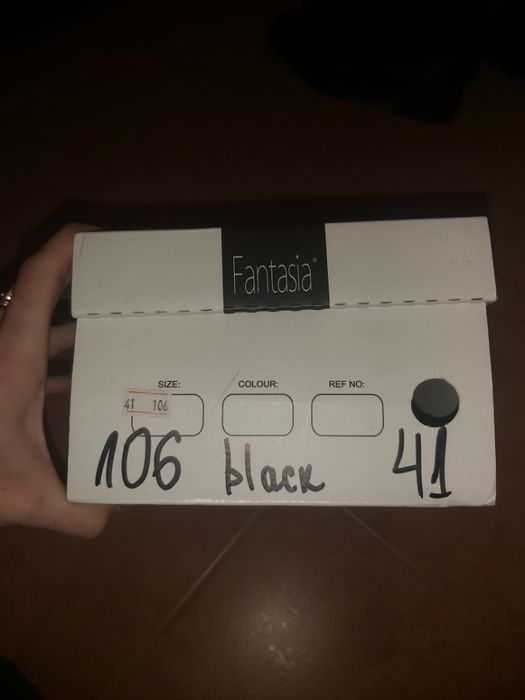 Fantasia
SIZE: COLOUR: REF NO:
41 106
106 black 41